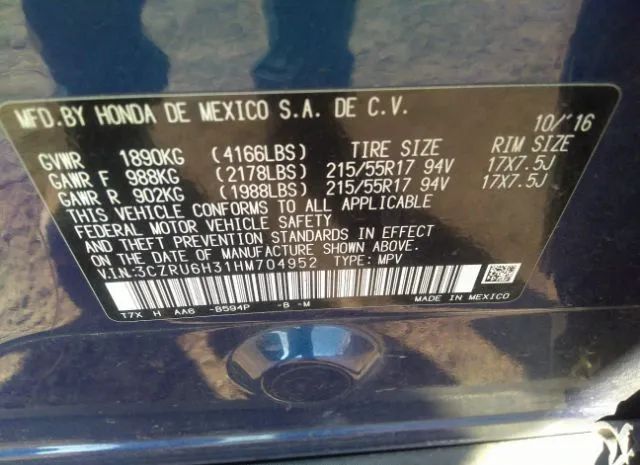 MFD.BY HONDA DE MEXICO S.A. DE C.V. 10/'16
GVWR 1890KG (4166LBS) TIRE SIZE RIM SIZE
GAWR F 988KG (2178LBS) 215/55R17 94V 17X7.5J
GAWR R 902KG (1988LBS) 215/55R17 94V 17X7.5J
THIS VEHICLE CONFORMS TO ALL APPLICABLE
FEDERAL MOTOR VEHICLE SAFETY
AND THEFT PREVENTION STANDARDS IN EFFECT
ON THE DATE OF MANUFACTURE SHOWN ABOVE.
V.I.N:3CZRU6H31HM704952 TYPE: MPV
T7X H AA6 -B594P -B -M MADE IN MEXICO